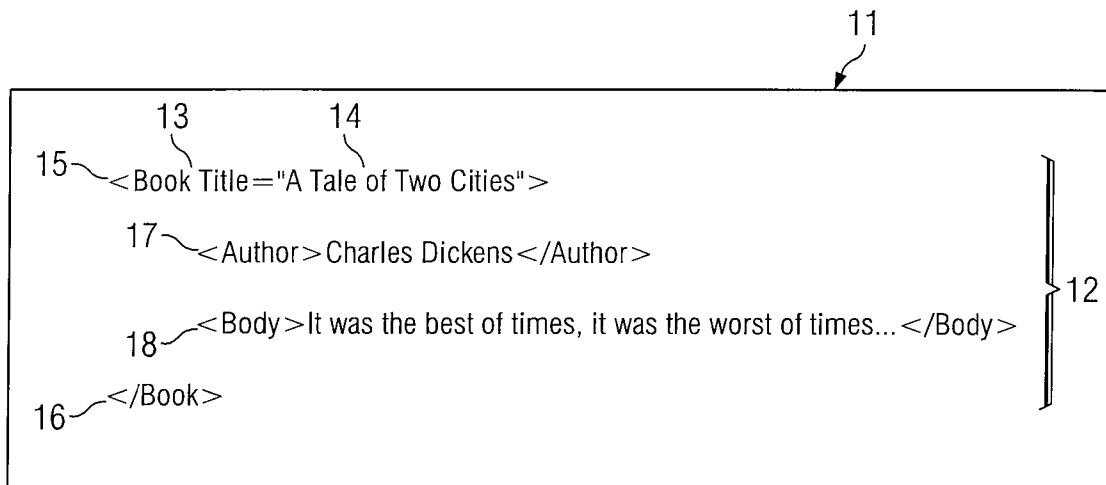 11
13 14
15 <Book Title="A Tale of Two Cities">
17 <Author>Charles Dickens</Author>
12
18 <Body>It was the best of times, it was the worst of times...</Body>
16 </Book>